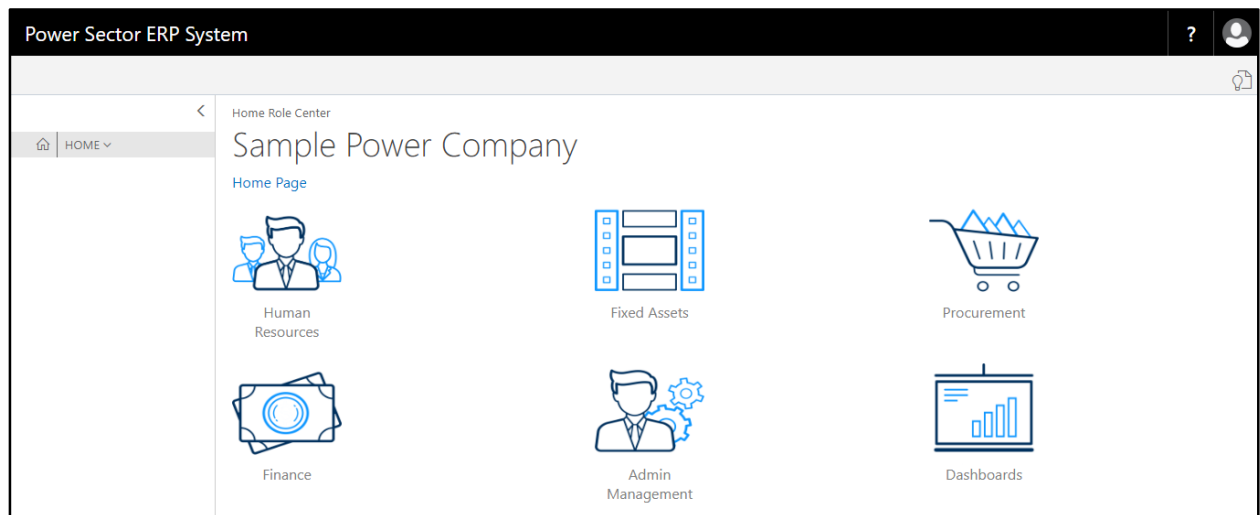 Power Sector ERP System
?
HOME
Home Role Center
Sample Power Company
Home Page
Human
Resources
Fixed Assets
Procurement
Finance
Admin
Management
Dashboards